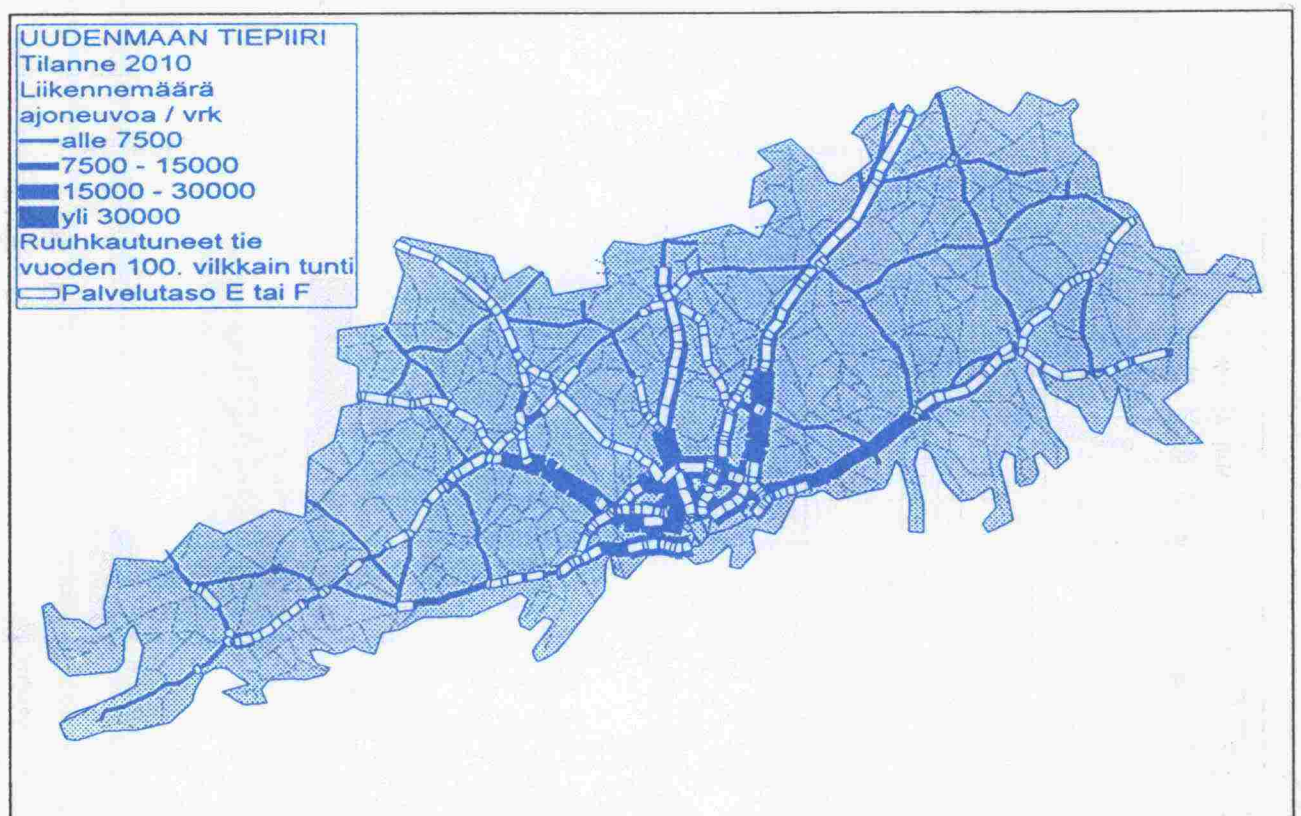 UUDENMAAN TIEPIIRI
Tilanne 2010
Liikennemäärä
ajoneuvoa / vrk
alle 7500
7500 - 15000
15000 - 30000
yli 30000
Ruuhkautuneet tie
vuoden 100. vilkkain tunti
Palvelutaso E tai F